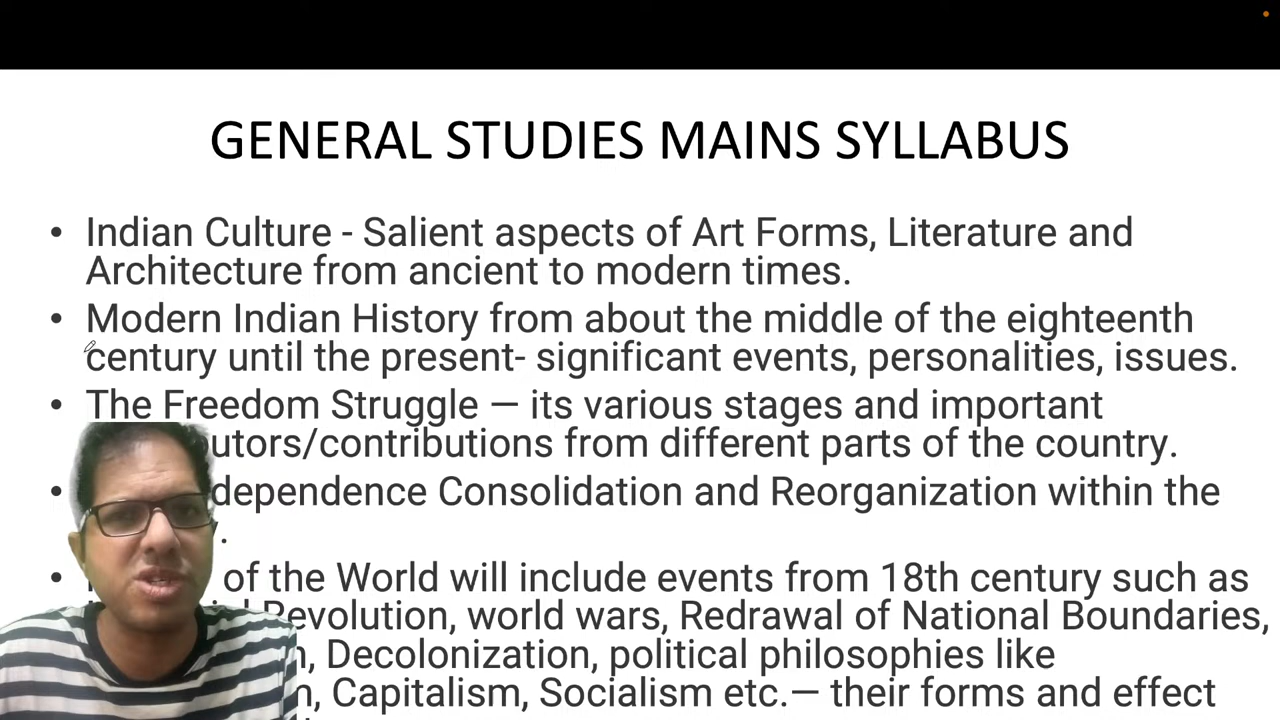 GENERAL STUDIES MAINS SYLLABUS
• Indian Culture - Salient aspects of Art Forms, Literature and
Architecture from ancient to modern times.
• Modern Indian History from about the middle of the eighteenth
century until the present- significant events, personalities, issues.
• The Freedom Struggle — its various stages and important
utors/contributions from different parts of the country.
• dependence Consolidation and Reorganization within the
.
• of the World will include events from 18th century such as
Revolution, world wars, Redrawal of National Boundaries,
Decolonization, political philosophies like
Capitalism, Socialism etc.— their forms and effect